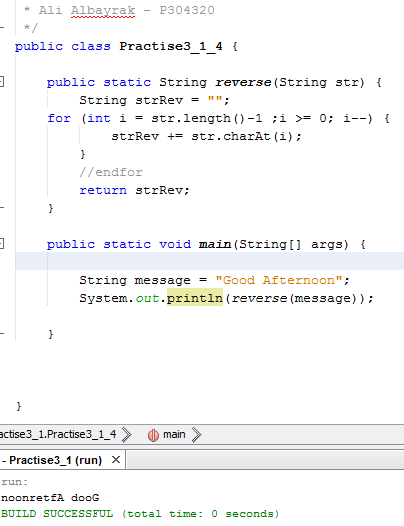 * Ali Albayrak - P304320
*/
public class Practise3_1_4 {
public static String reverse(String str) {
String strRev = "";
for (int i = str.length()-1 ;i >= 0; i--) {
strRev += str.charAt(i);
}
//endfor
return strRev;
}
public static void main(String[] args) {
String message = "Good Afternoon";
System.out.println(reverse(message));
}
}
actise3_1.Practise3_1_4 main
- Practise3_1 (run) ×
run:
noonretfA dooG
BUILD SUCCESSFUL (total time: 0 seconds)